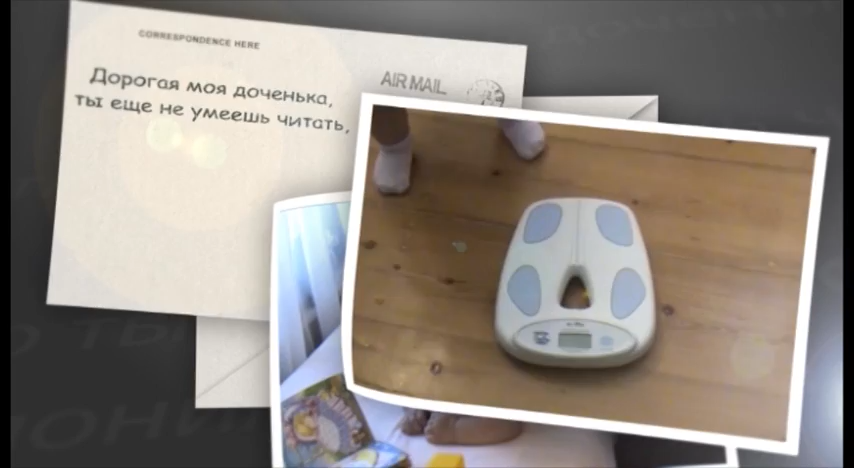 CORRESPONDENCE HERE
AIR MAIL
Дорогая моя доченька,
ты еще не умеешь читать,